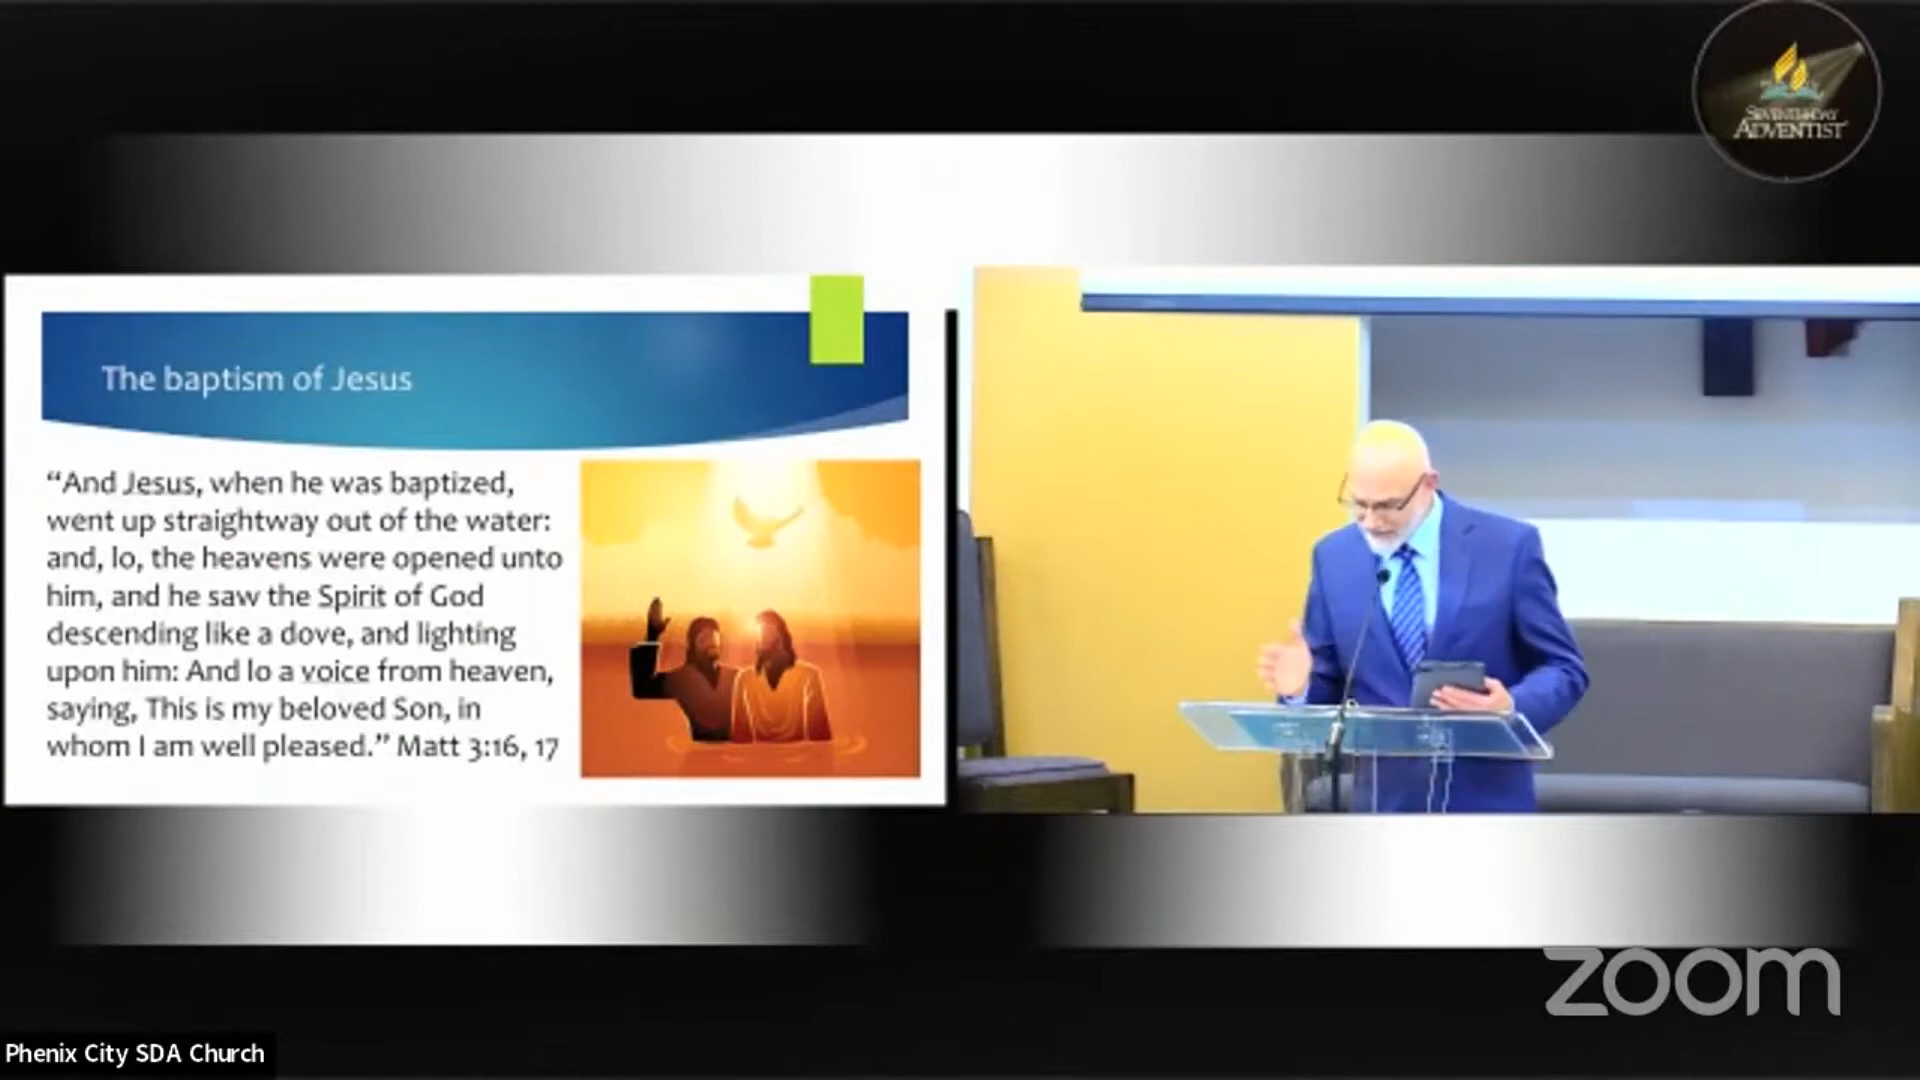 SEVENTH-DAY
ADVENTIST
The baptism of Jesus
“And Jesus, when he was baptized,
went up straightway out of the water:
and, lo, the heavens were opened unto
him, and he saw the Spirit of God
descending like a dove, and lighting
upon him: And lo a voice from heaven,
saying, This is my beloved Son, in
whom I am well pleased.” Matt 3:16, 17
zoom
Phenix City SDA Church